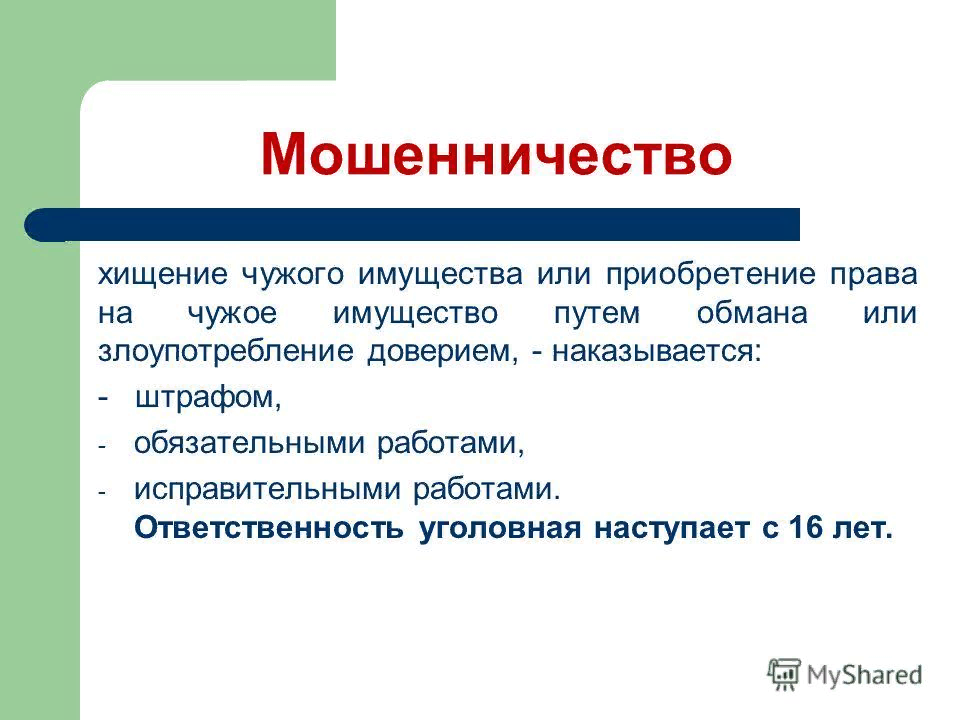 Мошенничество
хищение чужого имущества или приобретение права
на чужое имущество путем обмана или
злоупотребление доверием, - наказывается:
- штрафом,
- обязательными работами,
- исправительными работами.
Ответственность уголовная наступает с 16 лет.
MyShared